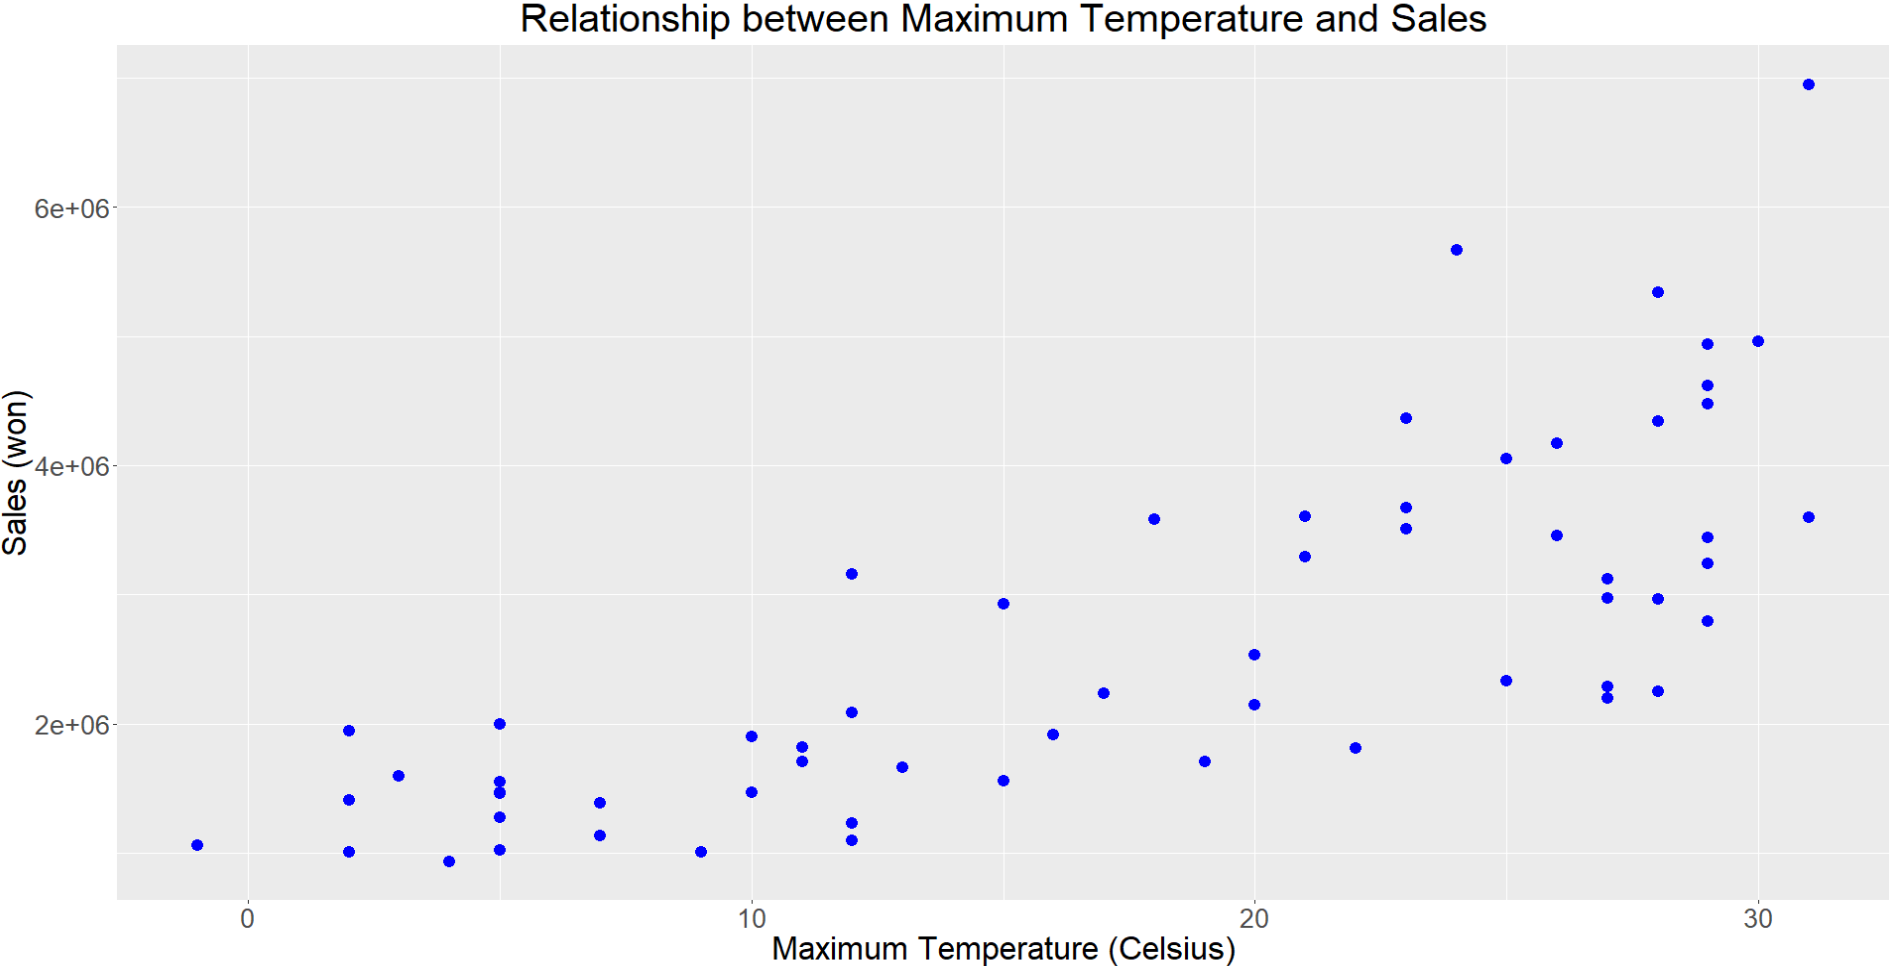 Relationship between Maximum Temperature and Sales
Sales (won)
6e+06
4e+06
2e+06
0 10 20 30
Maximum Temperature (Celsius)